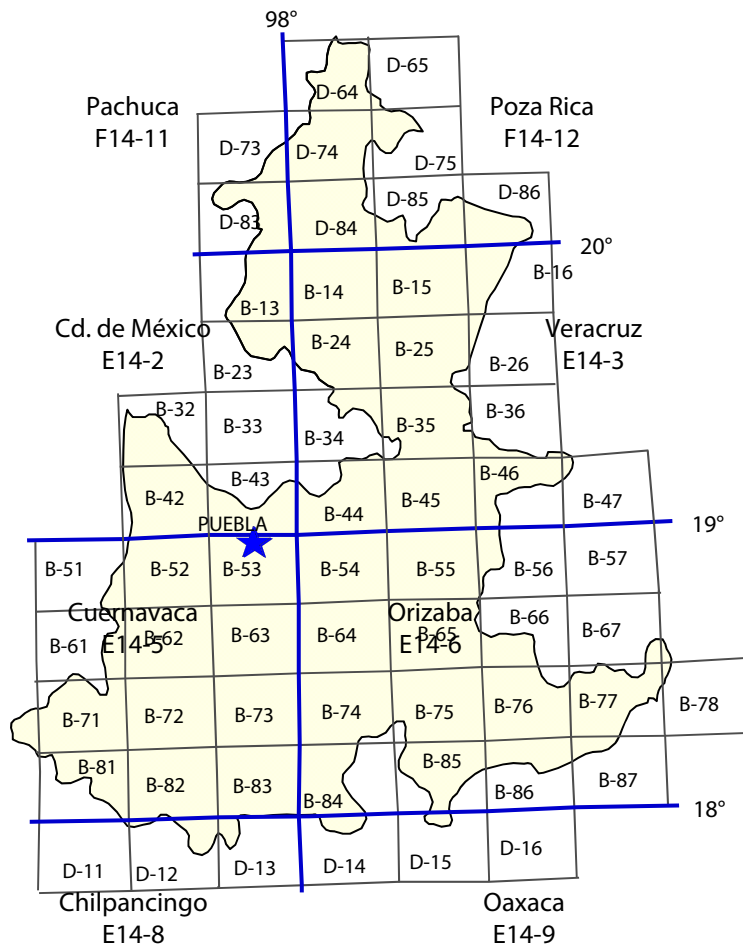 98°
D-65
D-64
Pachuca
F14-11
Poza Rica
F14-12
D-73
D-74
D-75
D-83
D-84
D-85
D-86
20°
B-13
B-14
B-15
B-16
Cd. de México
E14-2
Veracruz
E14-3
B-23
B-24
B-25
B-26
B-32
B-33
B-34
B-35
B-36
B-42
B-43
B-44
B-45
B-46
B-47
PUEBLA
19°
B-51
B-52
B-53
B-54
B-55
B-56
B-57
Cuernavaca
E14-5
Orizaba
E14-6
B-61
B-62
B-63
B-64
B-65
B-66
B-67
B-71
B-72
B-73
B-74
B-75
B-76
B-77
B-78
B-81
B-82
B-83
B-84
B-85
B-86
B-87
18°
D-11
D-12
D-13
D-14
D-15
D-16
Chilpancingo
E14-8
Oaxaca
E14-9